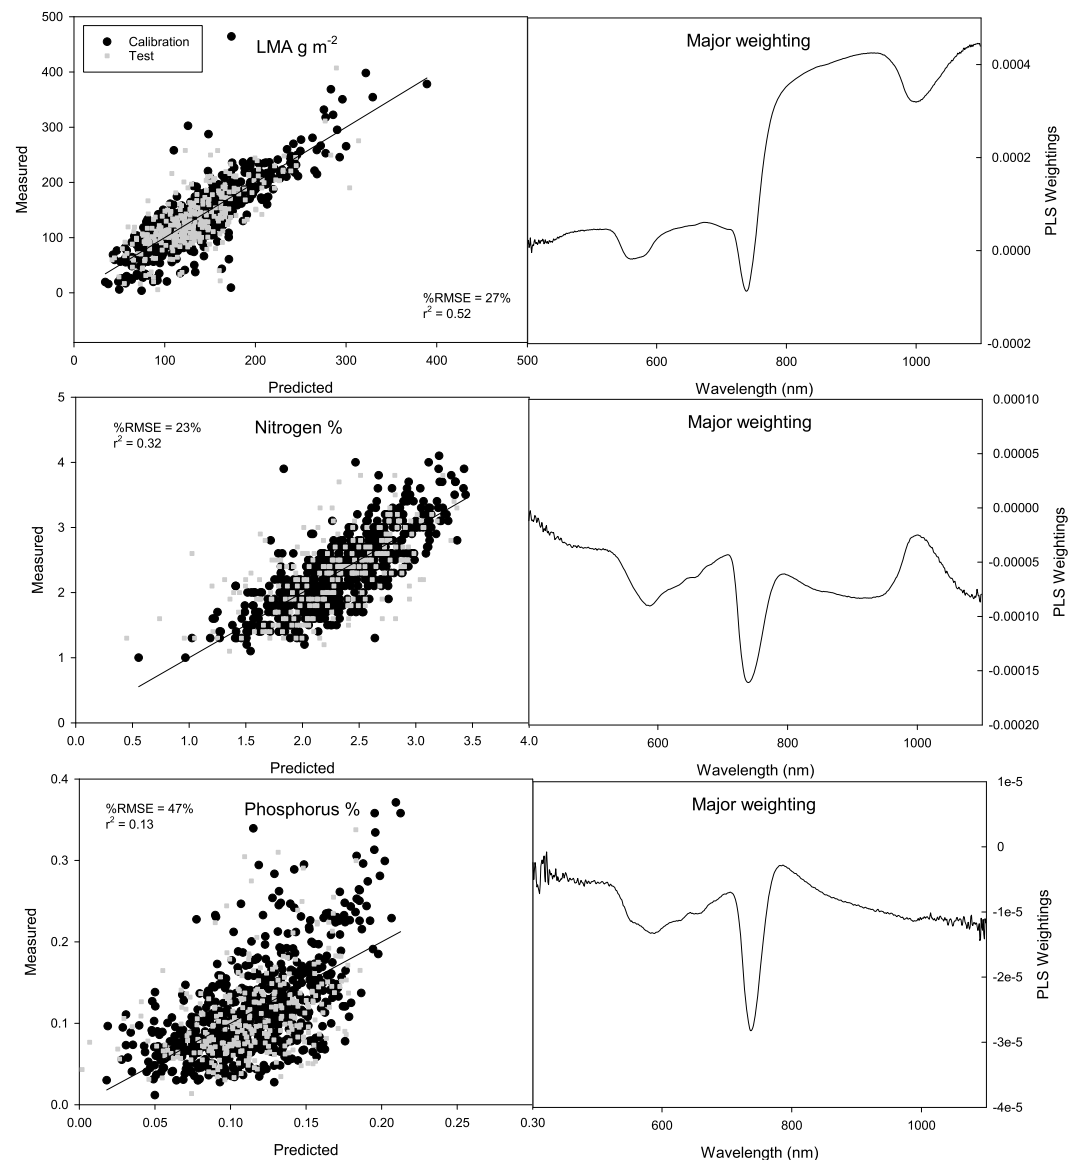 500
400
300
200
100
0
Measured
Calibration
Test
LMA g m-2
%RMSE = 27%
r2 = 0.52
0 100 200 300 400 500
Predicted
Major weighting
0.0004
0.0002
0.0000
-0.0002
PLS Weightings
600 800 1000
Wavelength (nm)
5
4
3
2
1
0
Measured
%RMSE = 23%
r2 = 0.32
Nitrogen %
0.0 0.5 1.0 1.5 2.0 2.5 3.0 3.5 4.0
Predicted
Major weighting
0.00010
0.00005
0.00000
-0.00005
-0.00010
-0.00015
-0.00020
PLS Weightings
600 800 1000
Wavelength (nm)
0.4
0.3
0.2
0.1
0.0
Measured
%RMSE = 47%
r2 = 0.13
Phosphorus %
0.00 0.05 0.10 0.15 0.20 0.25 0.30
Predicted
Major weighting
1e-5
0
-1e-5
-2e-5
-3e-5
-4e-5
PLS Weightings
600 800 1000
Wavelength (nm)